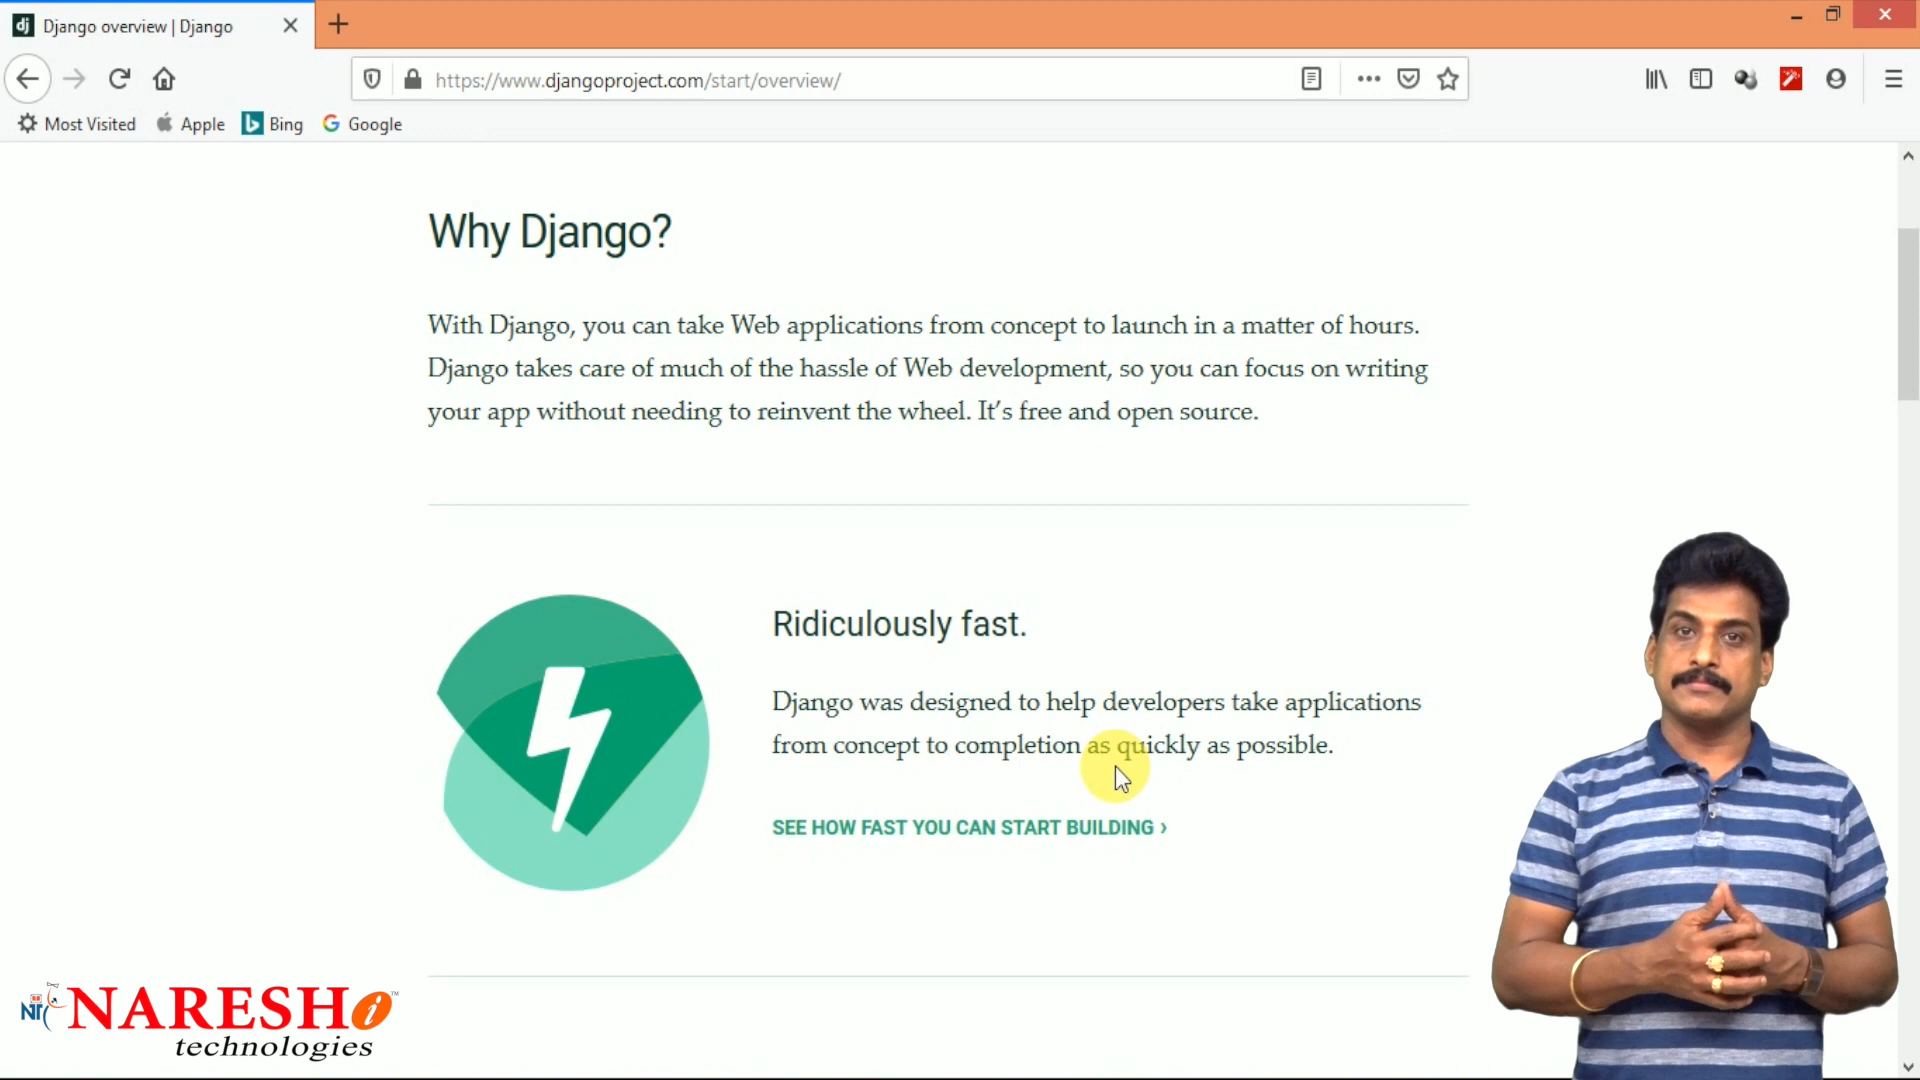 dj Django overview | Django
https://www.djangoproject.com/start/overview/
Most Visited Apple Bing Google
Why Django?
With Django, you can take Web applications from concept to launch in a matter of hours.
Django takes care of much of the hassle of Web development, so you can focus on writing
your app without needing to reinvent the wheel. It’s free and open source.
Ridiculously fast.
Django was designed to help developers take applications
from concept to completion as quickly as possible.
SEE HOW FAST YOU CAN START BUILDING ›
NARESH i ™
technologies